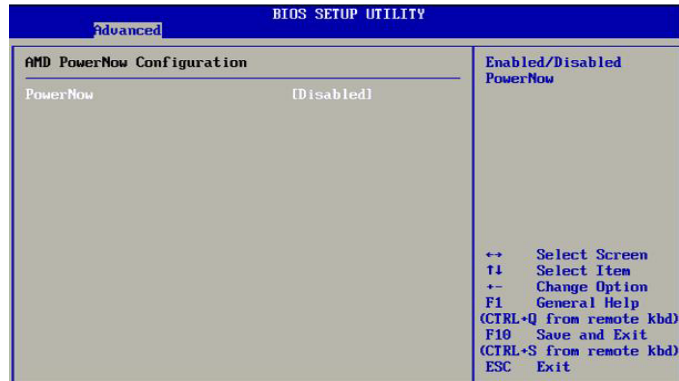 BIOS SETUP UTILITY
Advanced
AMD PowerNow Configuration
PowerNow [Disabled]
Enabled/Disabled
PowerNow
↔ Select Screen
↑↓ Select Item
+- Change Option
F1 General Help
(CTRL+Q from remote kbd)
F10 Save and Exit
(CTRL+S from remote kbd)
ESC Exit